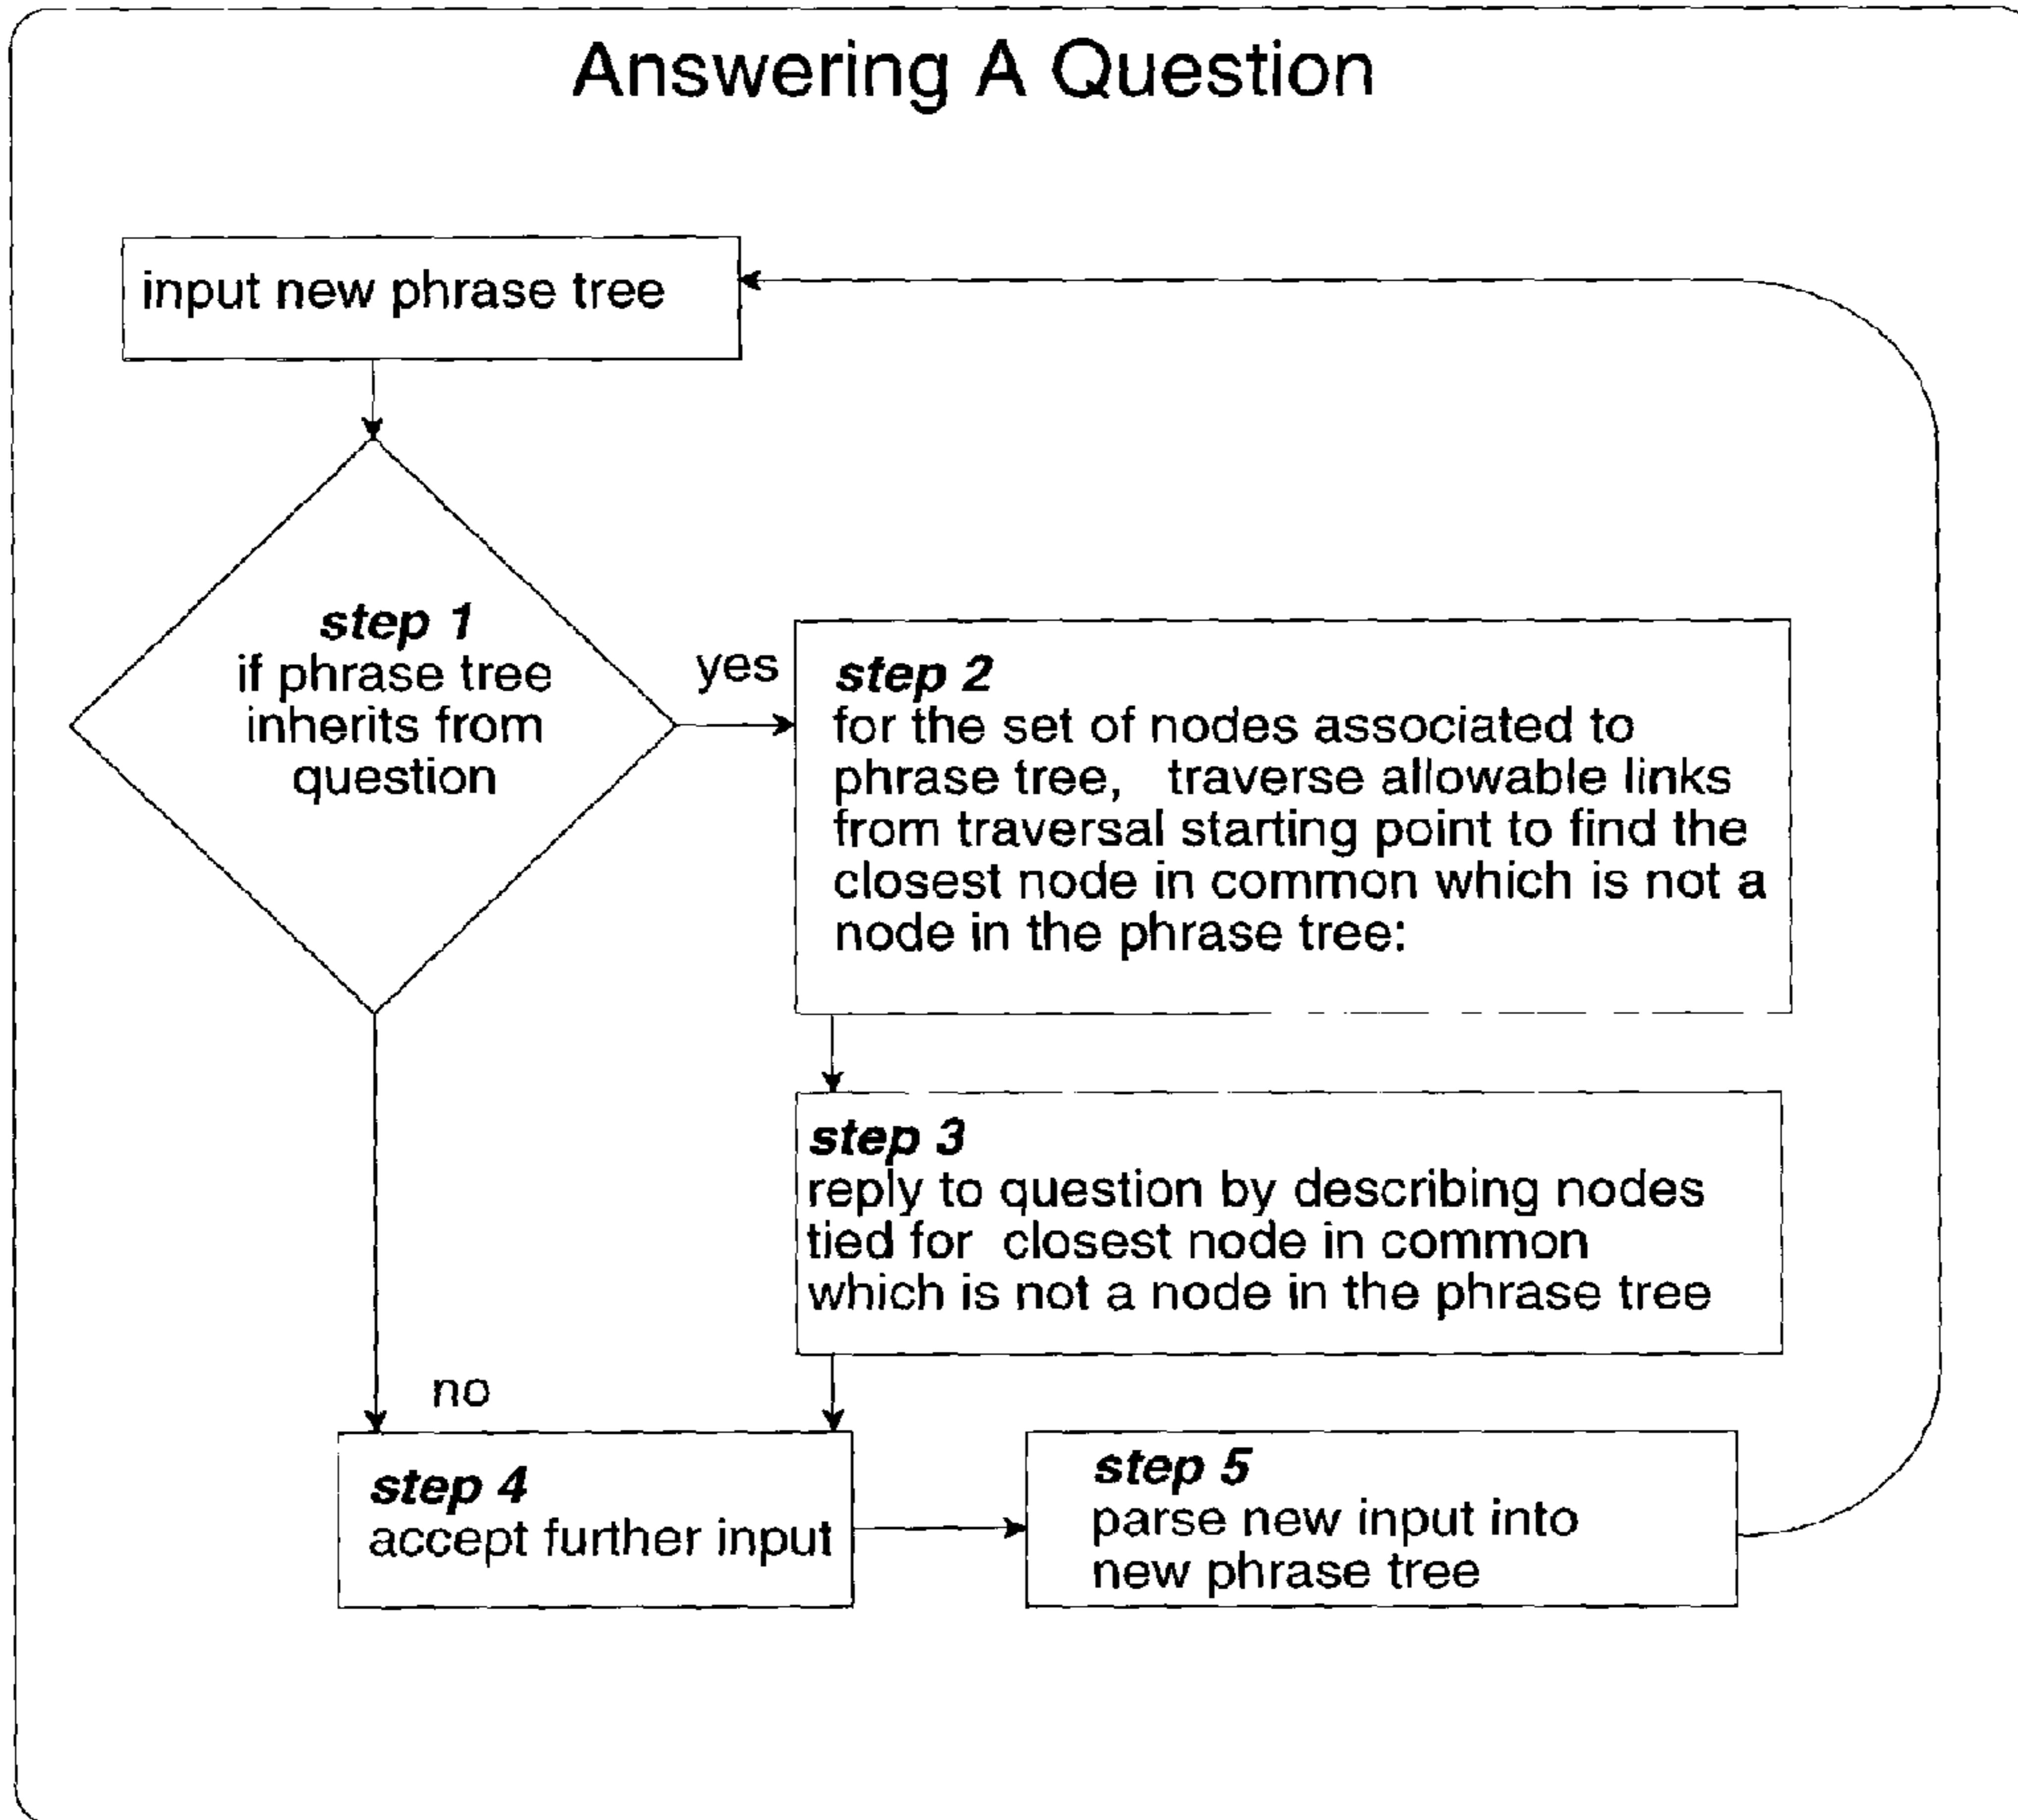 Answering A Question
input new phrase tree
step 1
if phrase tree
inherits from
question
yes
step 2
for the set of nodes associated to
phrase tree, traverse allowable links
from traversal starting point to find the
closest node in common which is not a
node in the phrase tree:
step 3
reply to question by describing nodes
tied for closest node in common
which is not a node in the phrase tree
no
step 4
accept further input
step 5
parse new input into
new phrase tree